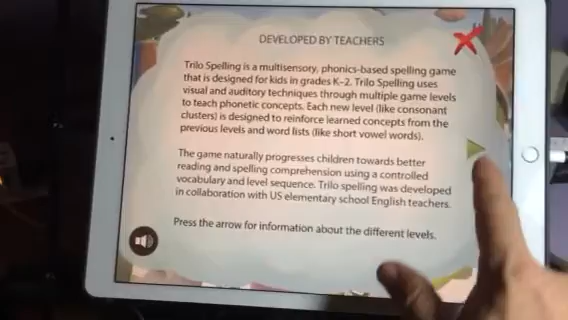 DEVELOPED BY TEACHERS
Trilo Spelling is a multisensory, phonics-based spelling game
that is designed for kids in grades K-2. Trilo Spelling uses
visual and auditory techniques through multiple game levels
to teach phonetic concepts. Each new level (like consonant
clusters) is designed to reinforce learned concepts from the
previous levels and word lists (like short vowel words).
The game naturally progresses children towards better
reading and spelling comprehension using a controlled
vocabulary and level sequence. Trilo spelling was developed
in collaboration with US elementary school English teachers.
Press the arrow for information about the different levels.